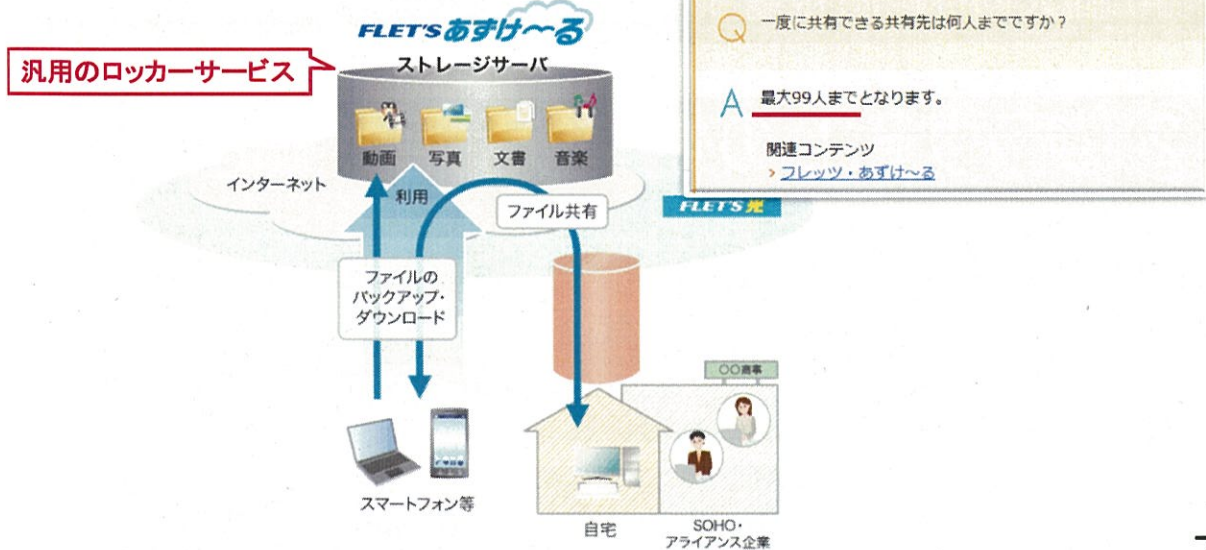 FLET'S あずけ〜る
汎用のロッカーサービス
ストレージサーバ
動画
写真
文書
音楽
インターネット
利用
ファイル共有
FLET'S 光
ファイルの
バックアップ・
ダウンロード
〇〇商事
スマートフォン等
自宅
SOHO・
アライアンス企業
Q 一度に共有できる共有先は何人までですか？
A 最大99人までとなります。
関連コンテンツ
> フレッツ・あずけ〜る